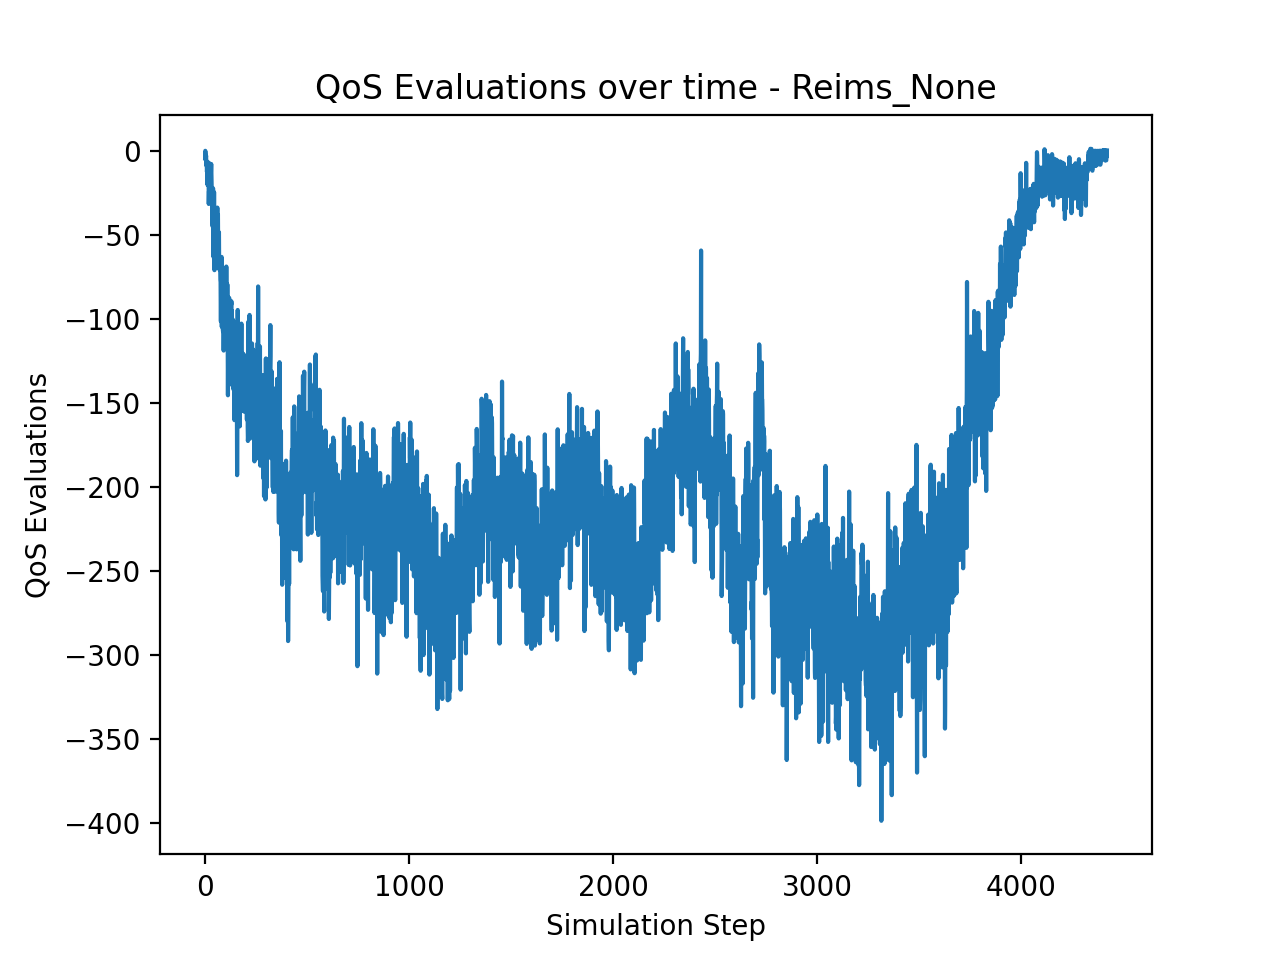 QoS Evaluations over time - Reims_None
0
−50
−100
−150
−200
−250
−300
−350
−400
QoS Evaluations
0 1000 2000 3000 4000
Simulation Step